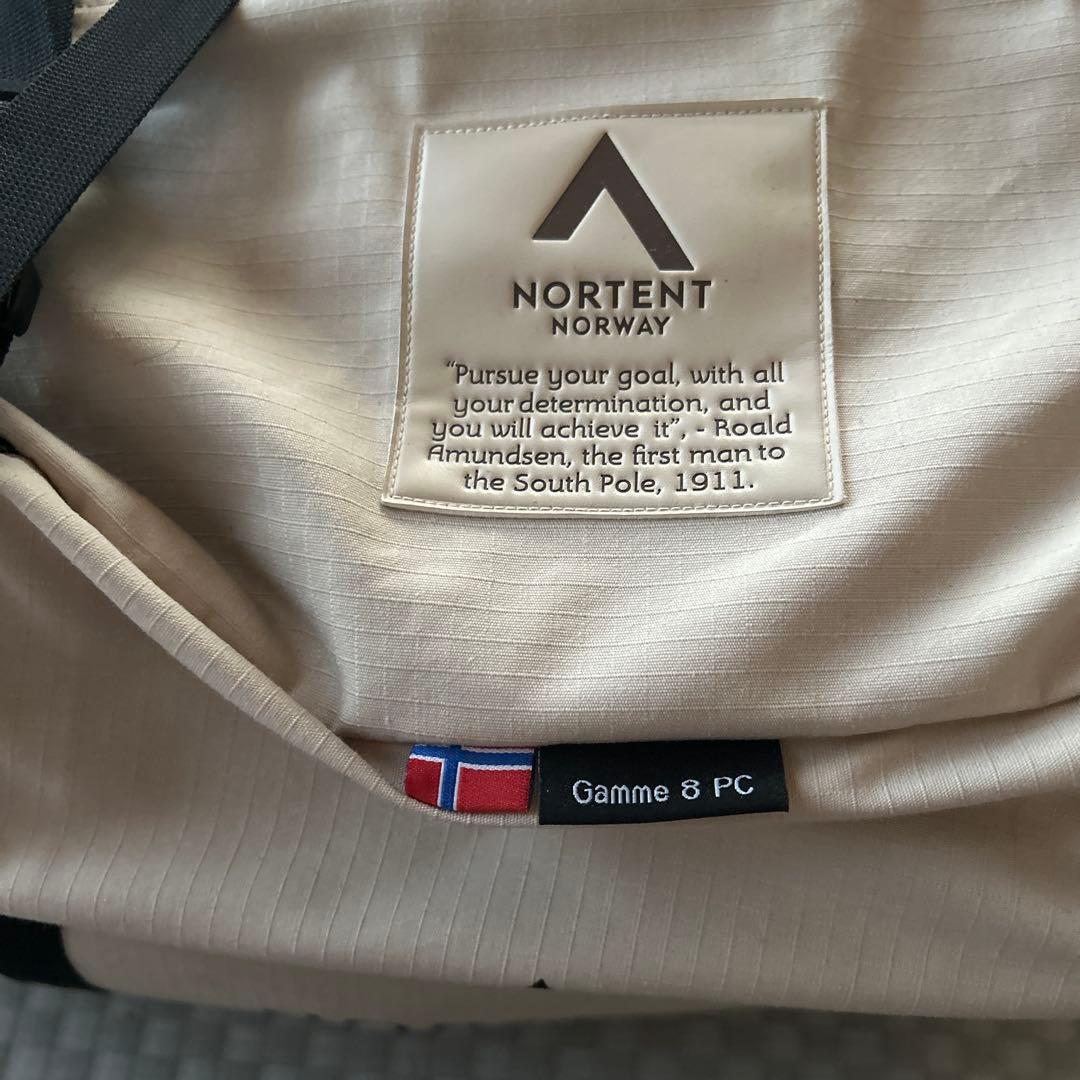 NORTENT
NORWAY
“Pursue your goal, with all
your determination, and
you will achieve it”, - Roald
Amundsen, the first man to
the South Pole, 1911.
Gamme 8 PC